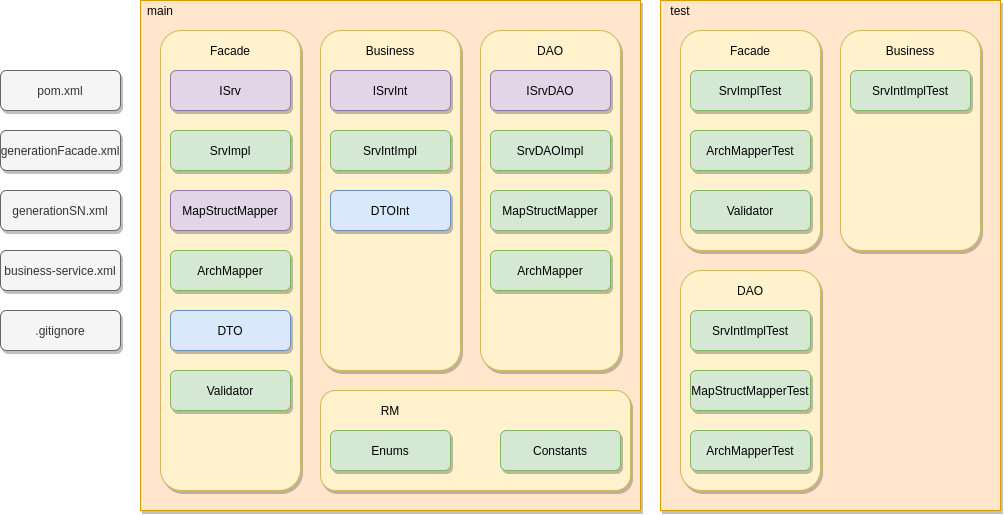 pom.xml
generationFacade.xml
generationSN.xml
business-service.xml
.gitignore
main
Facade
ISrv
SrvImpl
MapStructMapper
ArchMapper
DTO
Validator
Business
ISrvInt
SrvIntImpl
DTOInt
DAO
ISrvDAO
SrvDAOImpl
MapStructMapper
ArchMapper
RM
Enums
Constants
test
Facade
SrvImplTest
ArchMapperTest
Validator
Business
SrvIntImplTest
DAO
SrvIntImplTest
MapStructMapperTest
ArchMapperTest